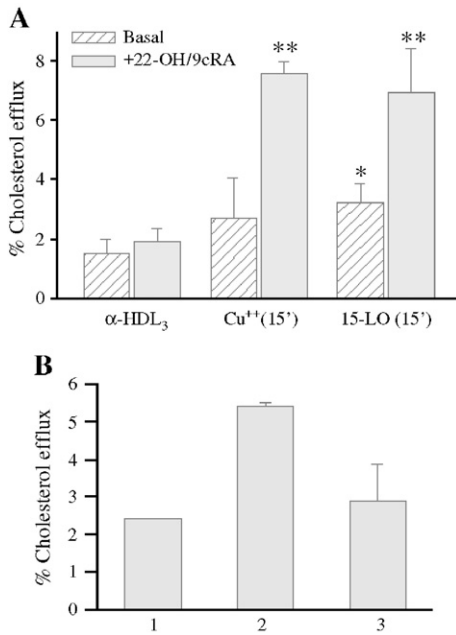 A
Basal
+22-OH/9cRA
% Cholesterol efflux
8
6
4
2
0
**
**
*
α-HDL3
Cu++(15')
15-LO (15')
B
% Cholesterol efflux
6
5
4
3
2
1
0
1
2
3